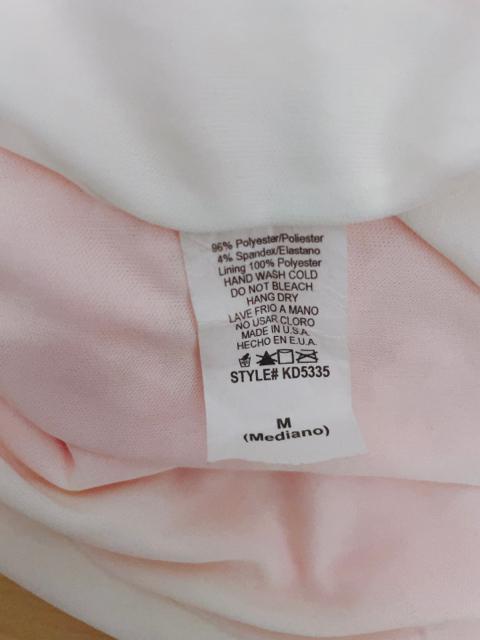 96% Polyester/Poliester
4% Spandex/Elastano
Lining 100% Polyester
HAND WASH COLD
DO NOT BLEACH
HANG DRY
LAVE FRIO A MANO
NO USAR CLORO
MADE IN U.S.A.
HECHO EN E.U.A.
STYLE# KD5335
M
(Mediano)